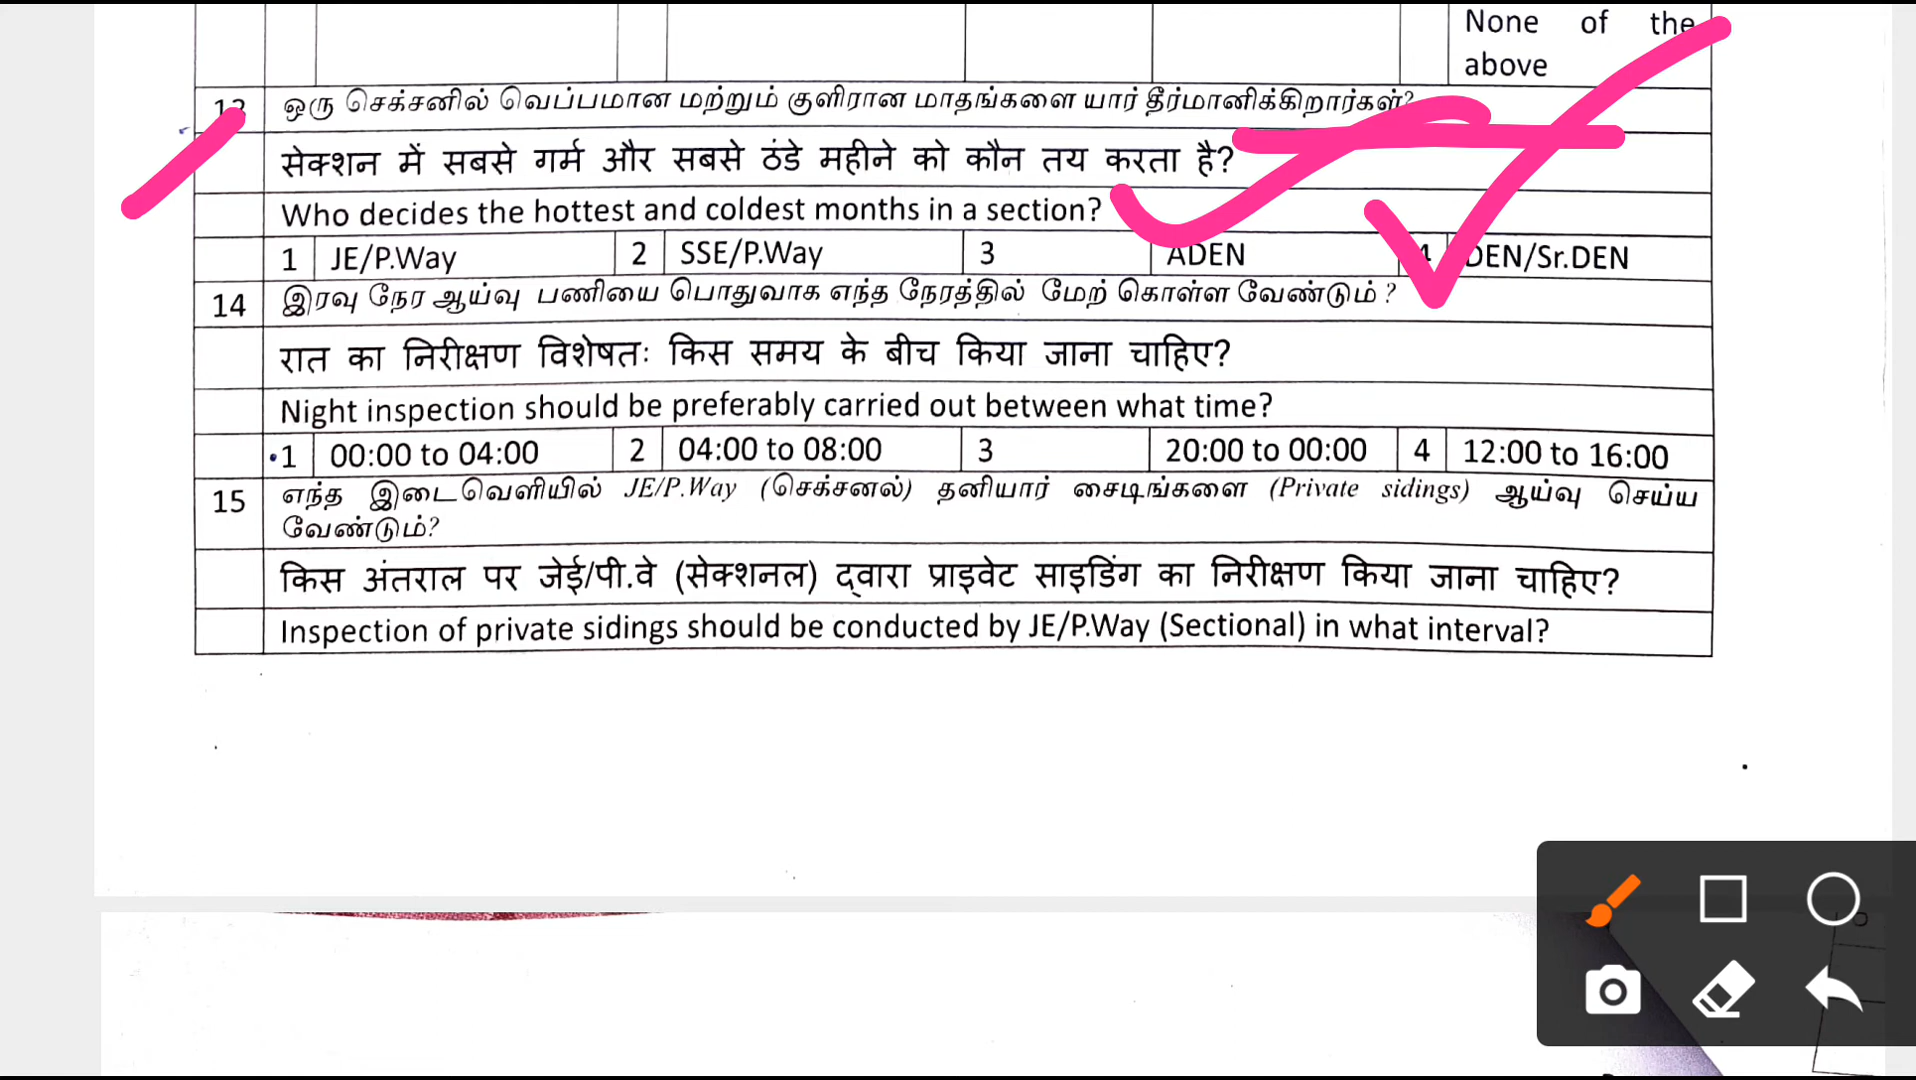 None of the
above
13 ஒரு செக்சனில் வெப்பமான மற்றும் குளிரான மாதங்களை யார் தீர்மானிக்கிறார்கள்?
सेक्शन में सबसे गर्म और सबसे ठंडे महीने को कौन तय करता है?
Who decides the hottest and coldest months in a section?
1 JE/P.Way 2 SSE/P.Way 3 ADEN 4 DEN/Sr.DEN
14 இரவு நேர ஆய்வு பணியை பொதுவாக எந்த நேரத்தில் மேற் கொள்ள வேண்டும் ?
रात का निरीक्षण विशेषतः किस समय के बीच किया जाना चाहिए?
Night inspection should be preferably carried out between what time?
1 00:00 to 04:00 2 04:00 to 08:00 3 20:00 to 00:00 4 12:00 to 16:00
15 எந்த இடைவெளியில் JE/P.Way (செக்சனல்) தனியார் சைடிங்களை (Private sidings) ஆய்வு செய்ய
வேண்டும்?
किस अंतराल पर जेई/पी.वे (सेक्शनल) द्वारा प्राइवेट साइडिंग का निरीक्षण किया जाना चाहिए?
Inspection of private sidings should be conducted by JE/P.Way (Sectional) in what interval?